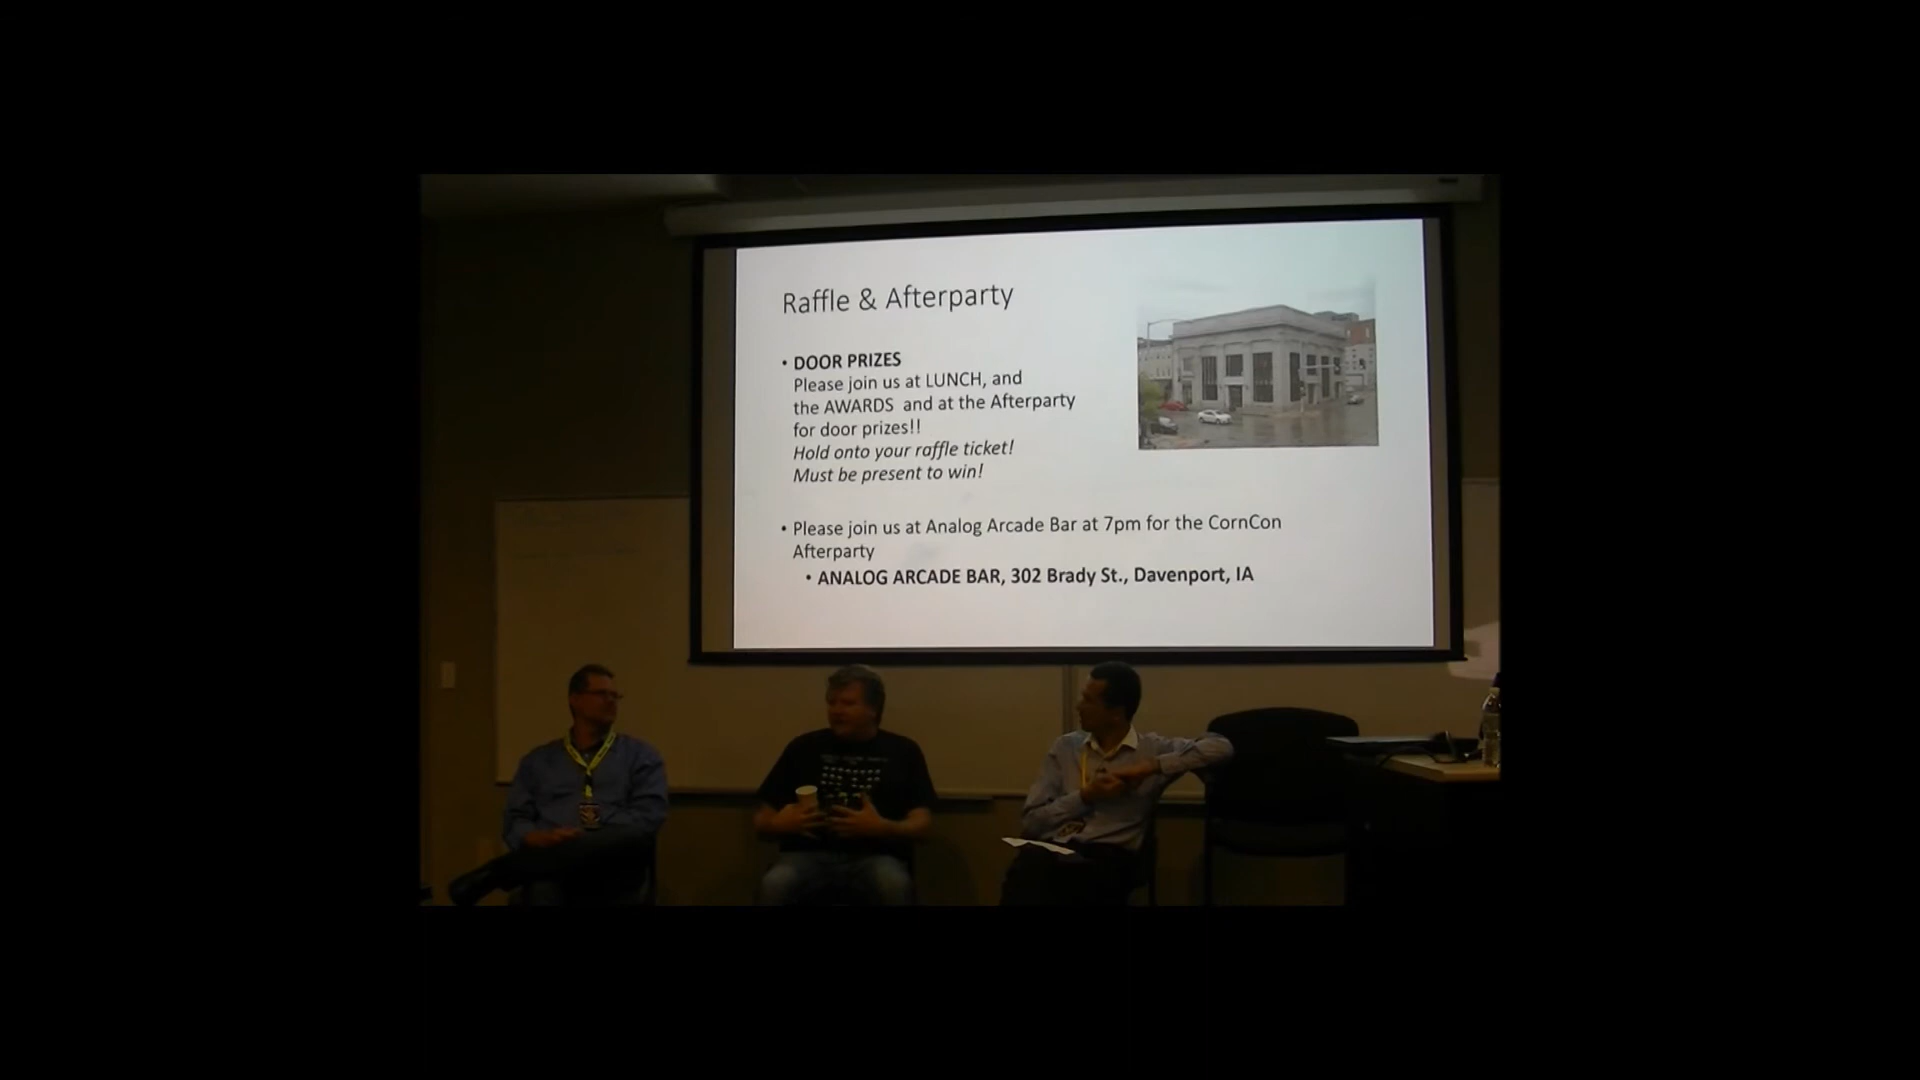 Raffle & Afterparty
• DOOR PRIZES
Please join us at LUNCH, and
the AWARDS and at the Afterparty
for door prizes!!
Hold onto your raffle ticket!
Must be present to win!
• Please join us at Analog Arcade Bar at 7pm for the CornCon
Afterparty
• ANALOG ARCADE BAR, 302 Brady St., Davenport, IA